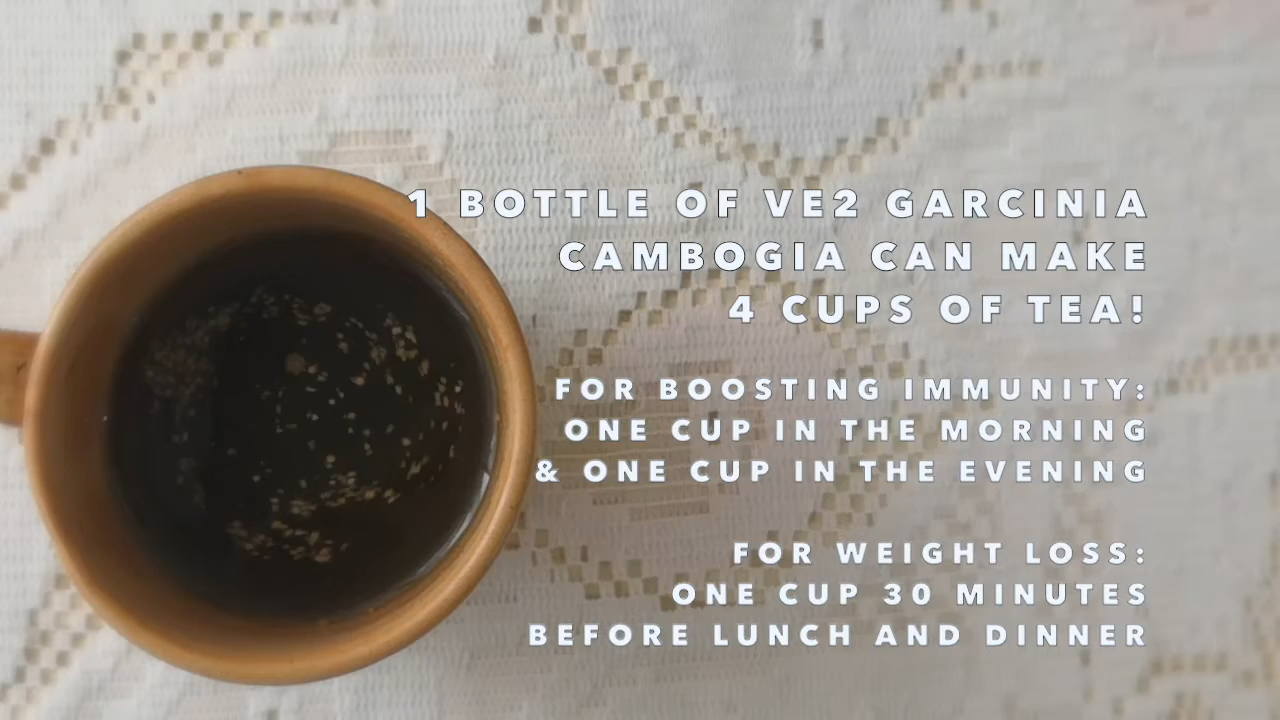 1 BOTTLE OF VE2 GARCINIA
CAMBOGIA CAN MAKE
4 CUPS OF TEA!
FOR BOOSTING IMMUNITY:
ONE CUP IN THE MORNING
& ONE CUP IN THE EVENING
FOR WEIGHT LOSS:
ONE CUP 30 MINUTES
BEFORE LUNCH AND DINNER